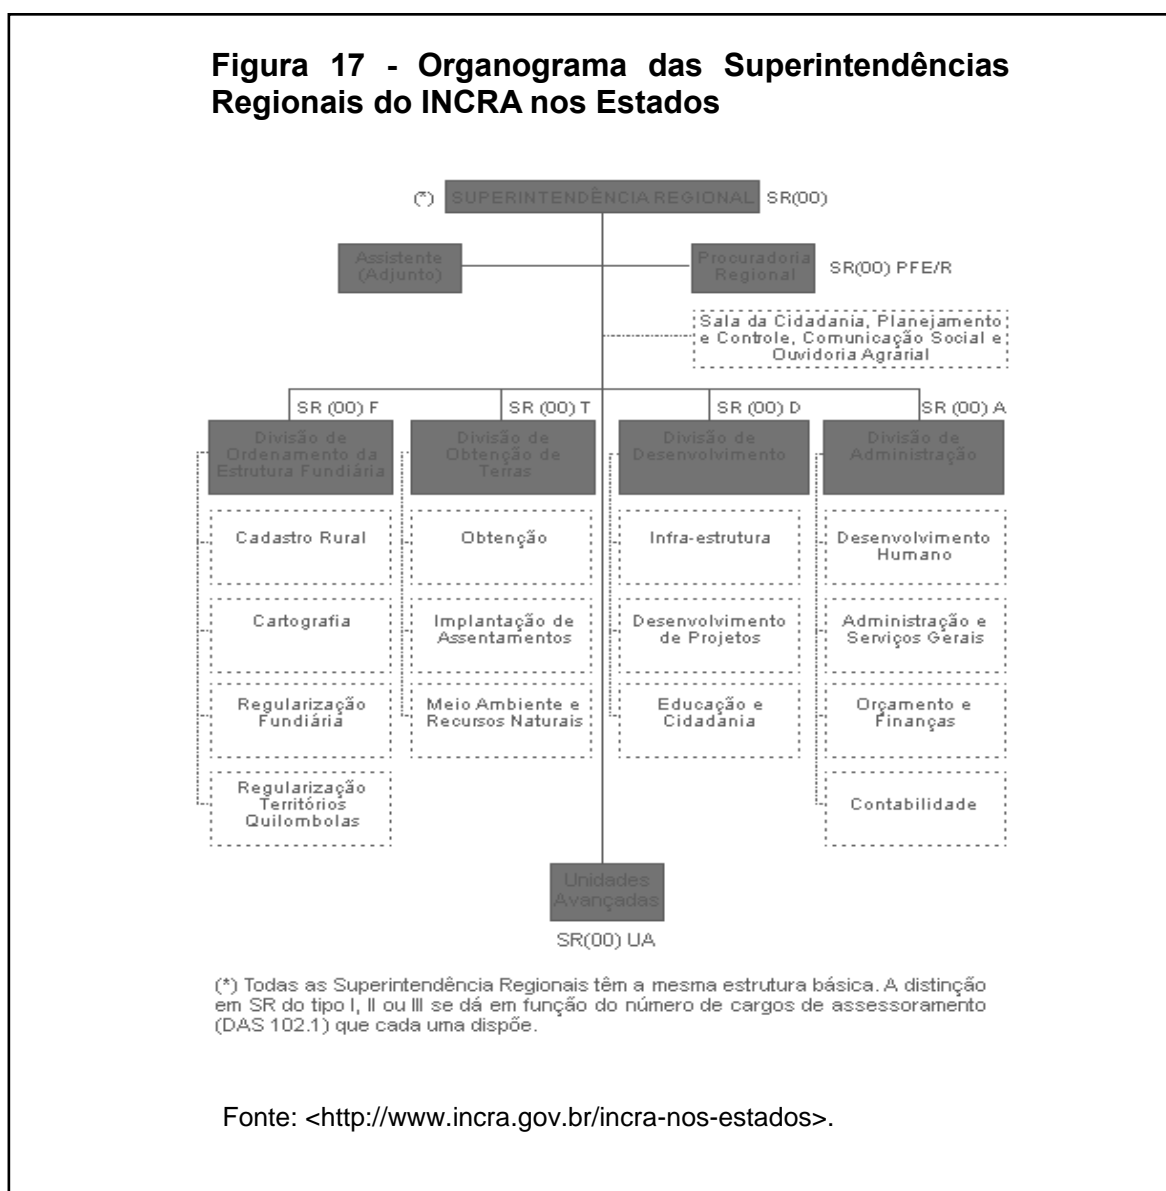 Figura 17 - Organograma das Superintendências
Regionais do INCRA nos Estados
(*) SUPERINTENDÊNCIA REGIONAL SR(00)
Assistente
(Adjunto)
Procuradoria
Regional
SR(00) PFE/R
Sala da Cidadania, Planejamento
e Controle, Comunicação Social e
Ouvidoria Agrárial
SR (00) F
Divisão de
Ordenamento da
Estrutura Fundiária
Cadastro Rural
Cartografia
Regularização
Fundiária
Regularização
Territórios
Quilombolas
SR (00) T
Divisão de
Obtenção de
Terras
Obtenção
Implantação de
Assentamentos
Meio Ambiente e
Recursos Naturais
SR (00) D
Divisão de
Desenvolvimento
Infra-estrutura
Desenvolvimento
de Projetos
Educação e
Cidadania
SR (00) A
Divisão de
Administração
Desenvolvimento
Humano
Administração e
Serviços Gerais
Orçamento e
Finanças
Contabilidade
Unidades
Avançadas
SR(00) UA
(*) Todas as Superintendência Regionais têm a mesma estrutura básica. A distinção
em SR do tipo I, II ou III se dá em função do número de cargos de assessoramento
(DAS 102.1) que cada uma dispõe.
Fonte: <http://www.incra.gov.br/incra-nos-estados>.